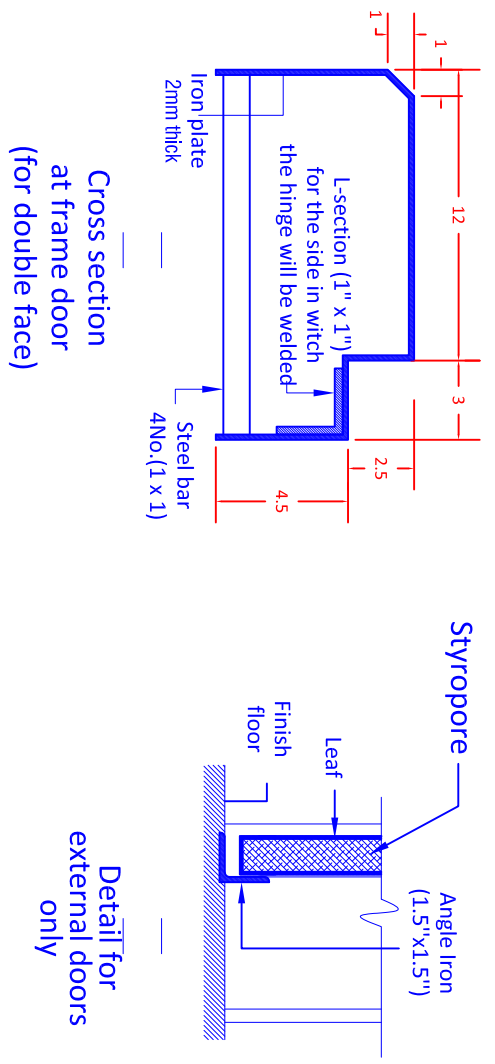 1
1
12
3
2.5
4.5
Iron plate
2mm thick
L-section (1" x 1")
for the side in witch
the hinge will be welded
Steel bar
4No.(1 x 1)
Cross section
at frame door
(for double face)
Styropore
Leaf
Finish
floor
Angle Iron
(1.5"x1.5")
Detail for
external doors
only